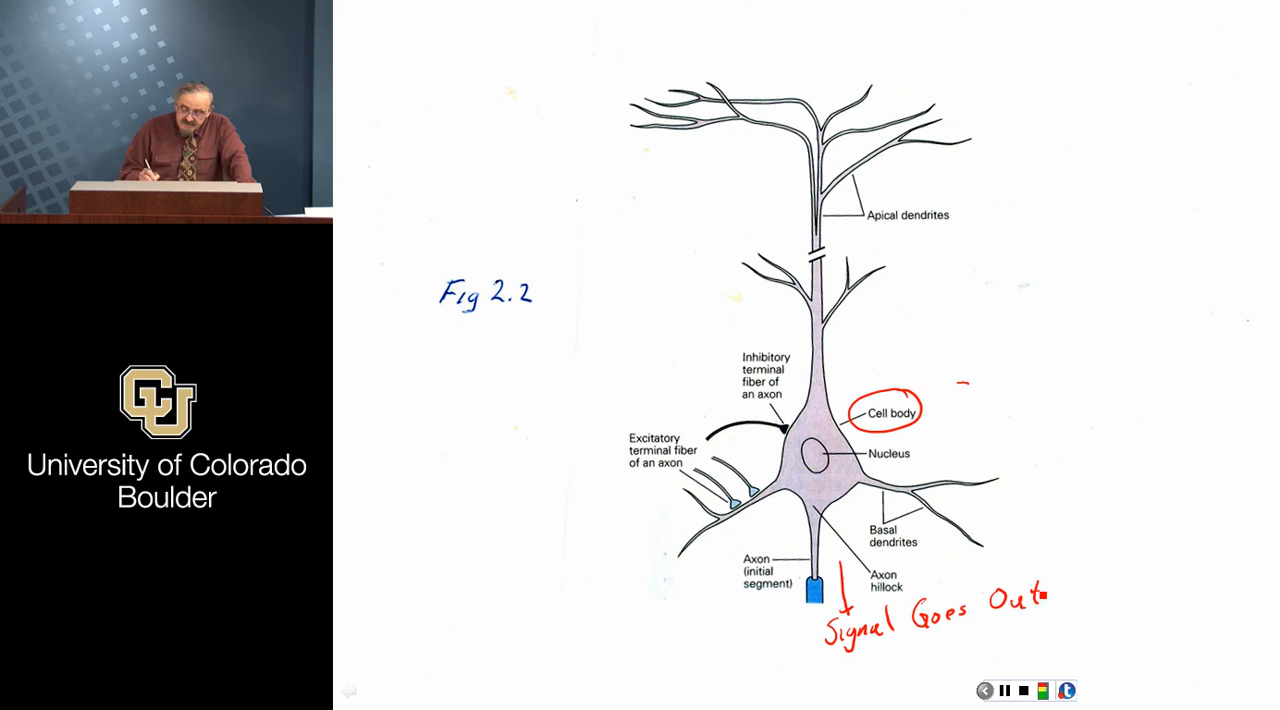 Apical dendrites
Fig 2.2
Inhibitory
terminal
fiber of
an axon
Cell body
Excitatory
terminal fiber
of an axon
Nucleus
CU
University of Colorado
Boulder
Basal
dendrites
Axon
(initial
segment)
Axon
hillock
Signal Goes Out
t